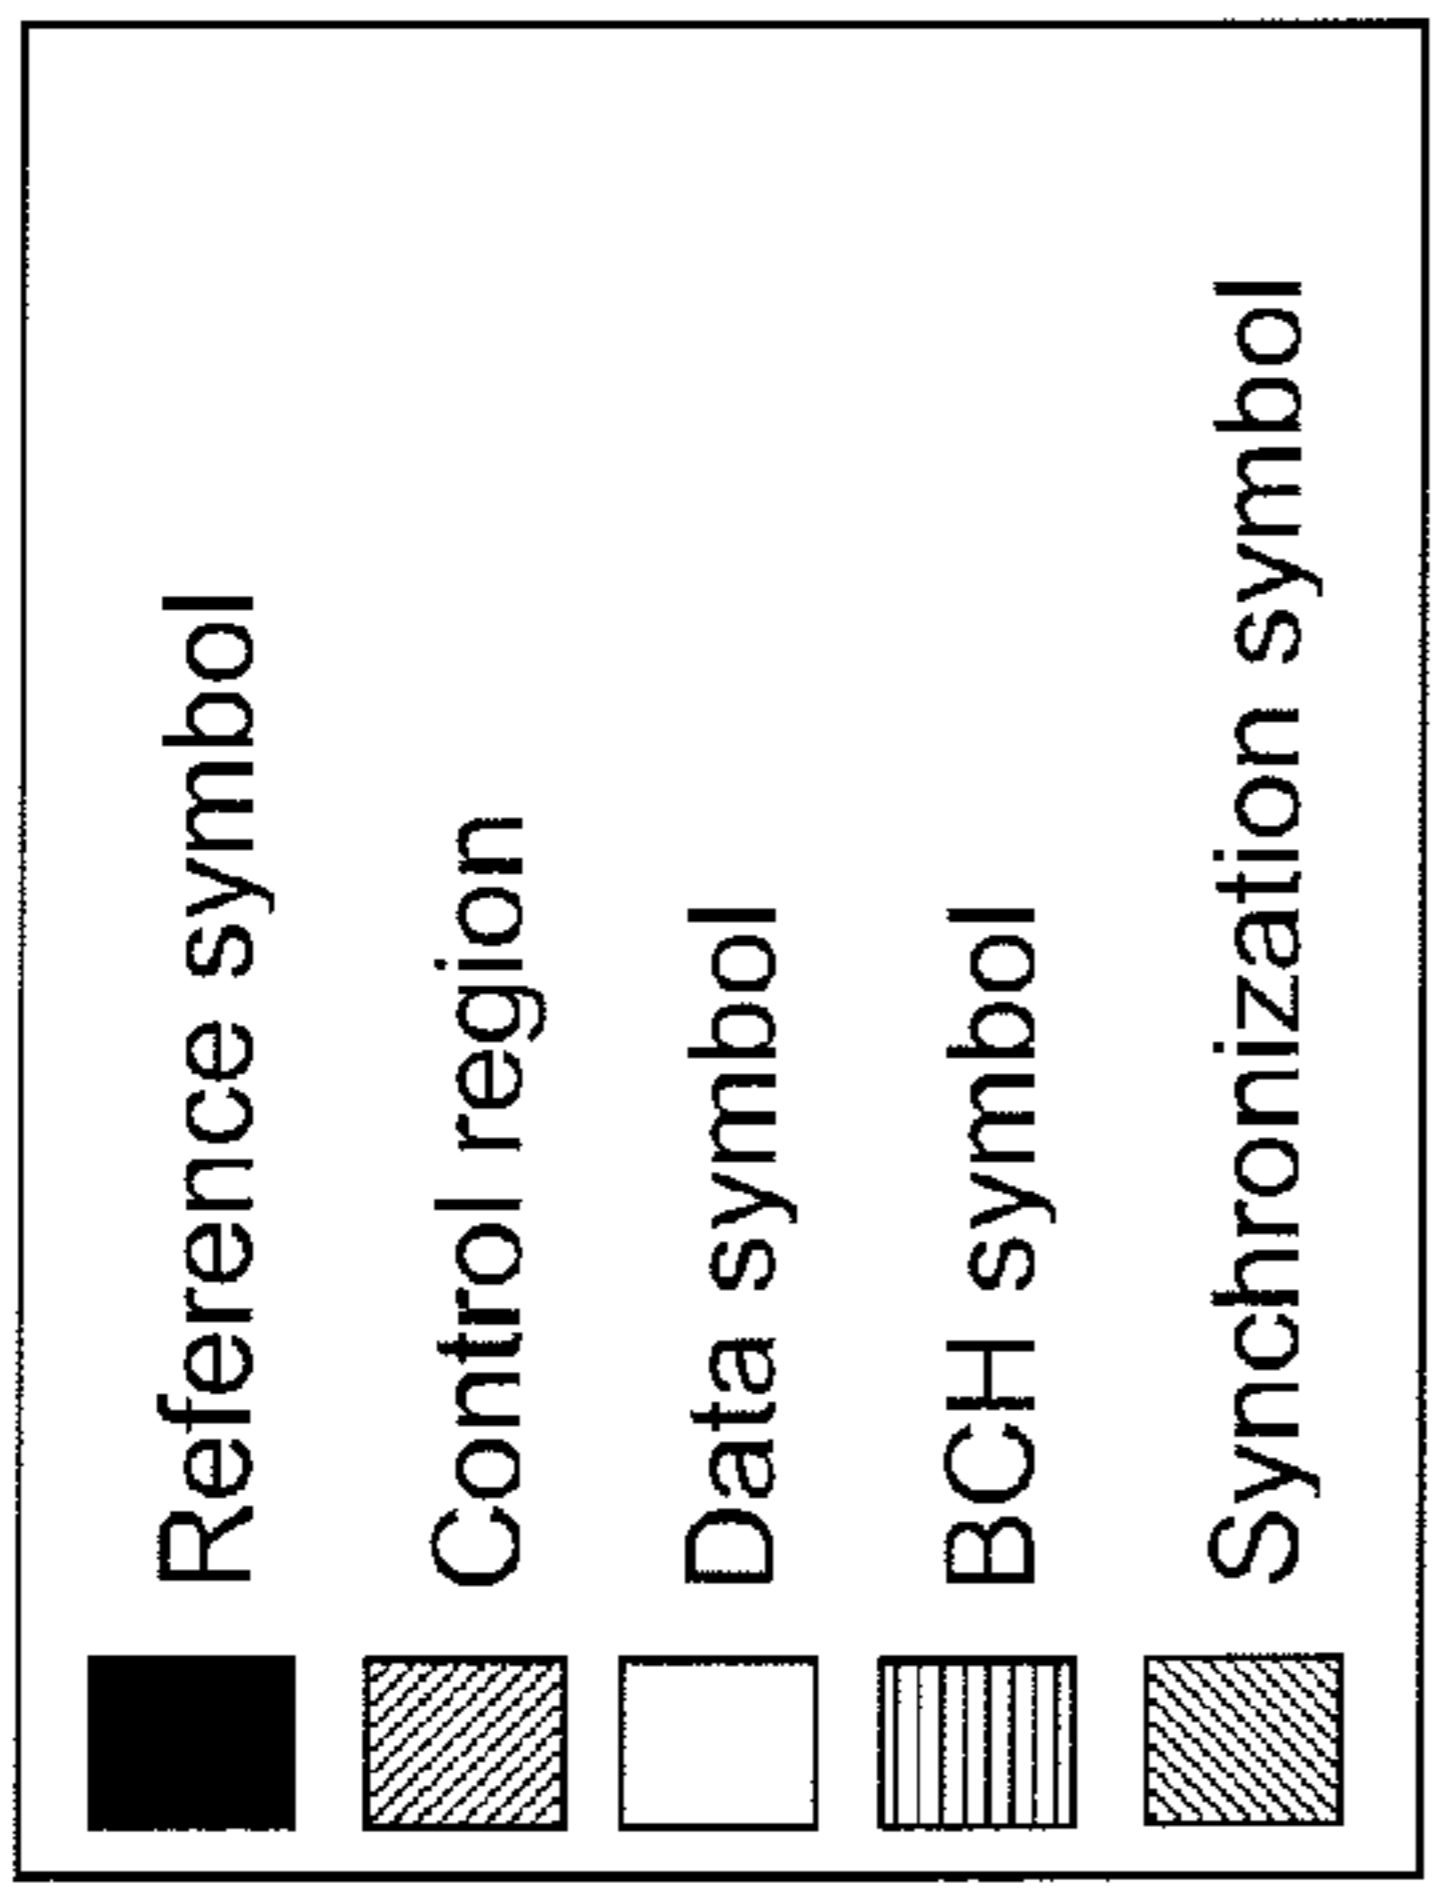 Reference symbol
Control region
Data symbol
BCH symbol
Synchronization symbol